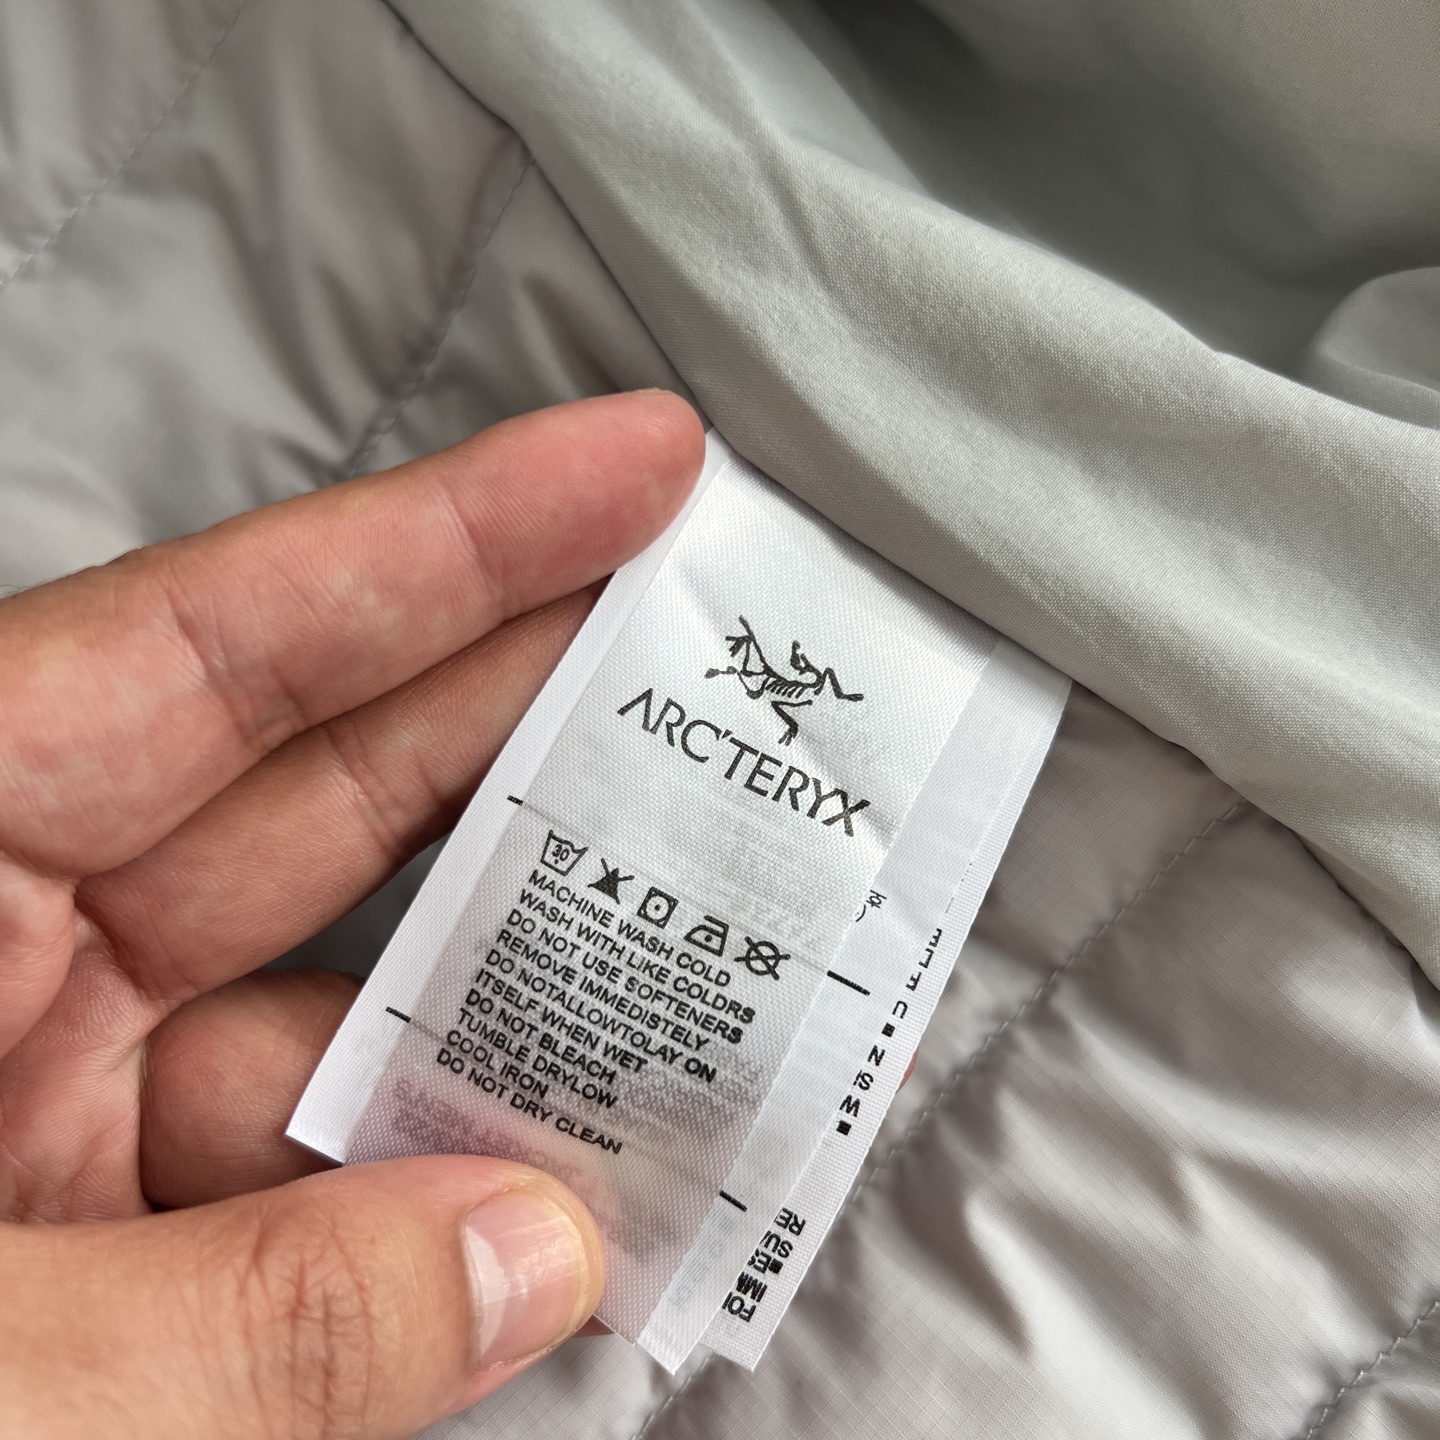 ARC'TERYX
30
MACHINE WASH COLD
WASH WITH LIKE COLDRS
DO NOT USE SOFTENERS
REMOVE IMMEDISTELY
DO NOTALLOWTOLAY ON
ITSELF WHEN WET
DO NOT BLEACH
TUMBLE DRYLOW
COOL IRON
DO NOT DRY CLEAN